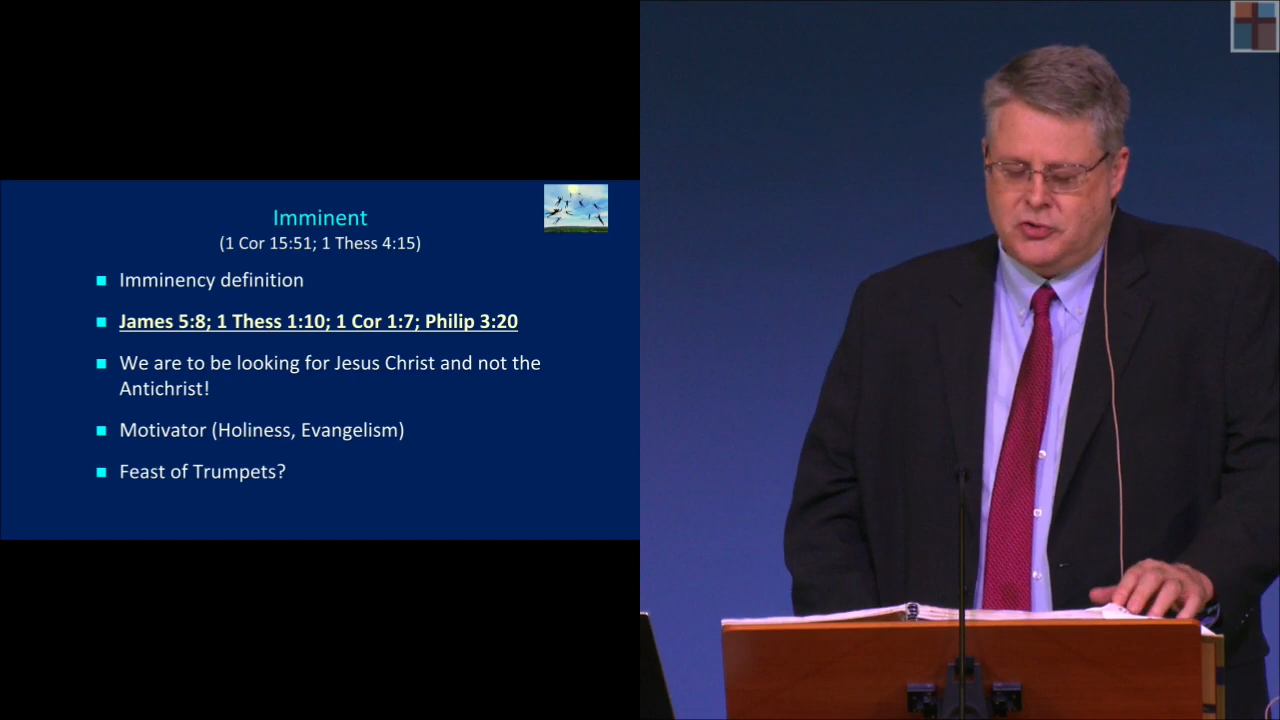 Imminent
(1 Cor 15:51; 1 Thess 4:15)
Imminency definition
James 5:8; 1 Thess 1:10; 1 Cor 1:7; Philip 3:20
We are to be looking for Jesus Christ and not the
Antichrist!
Motivator (Holiness, Evangelism)
Feast of Trumpets?